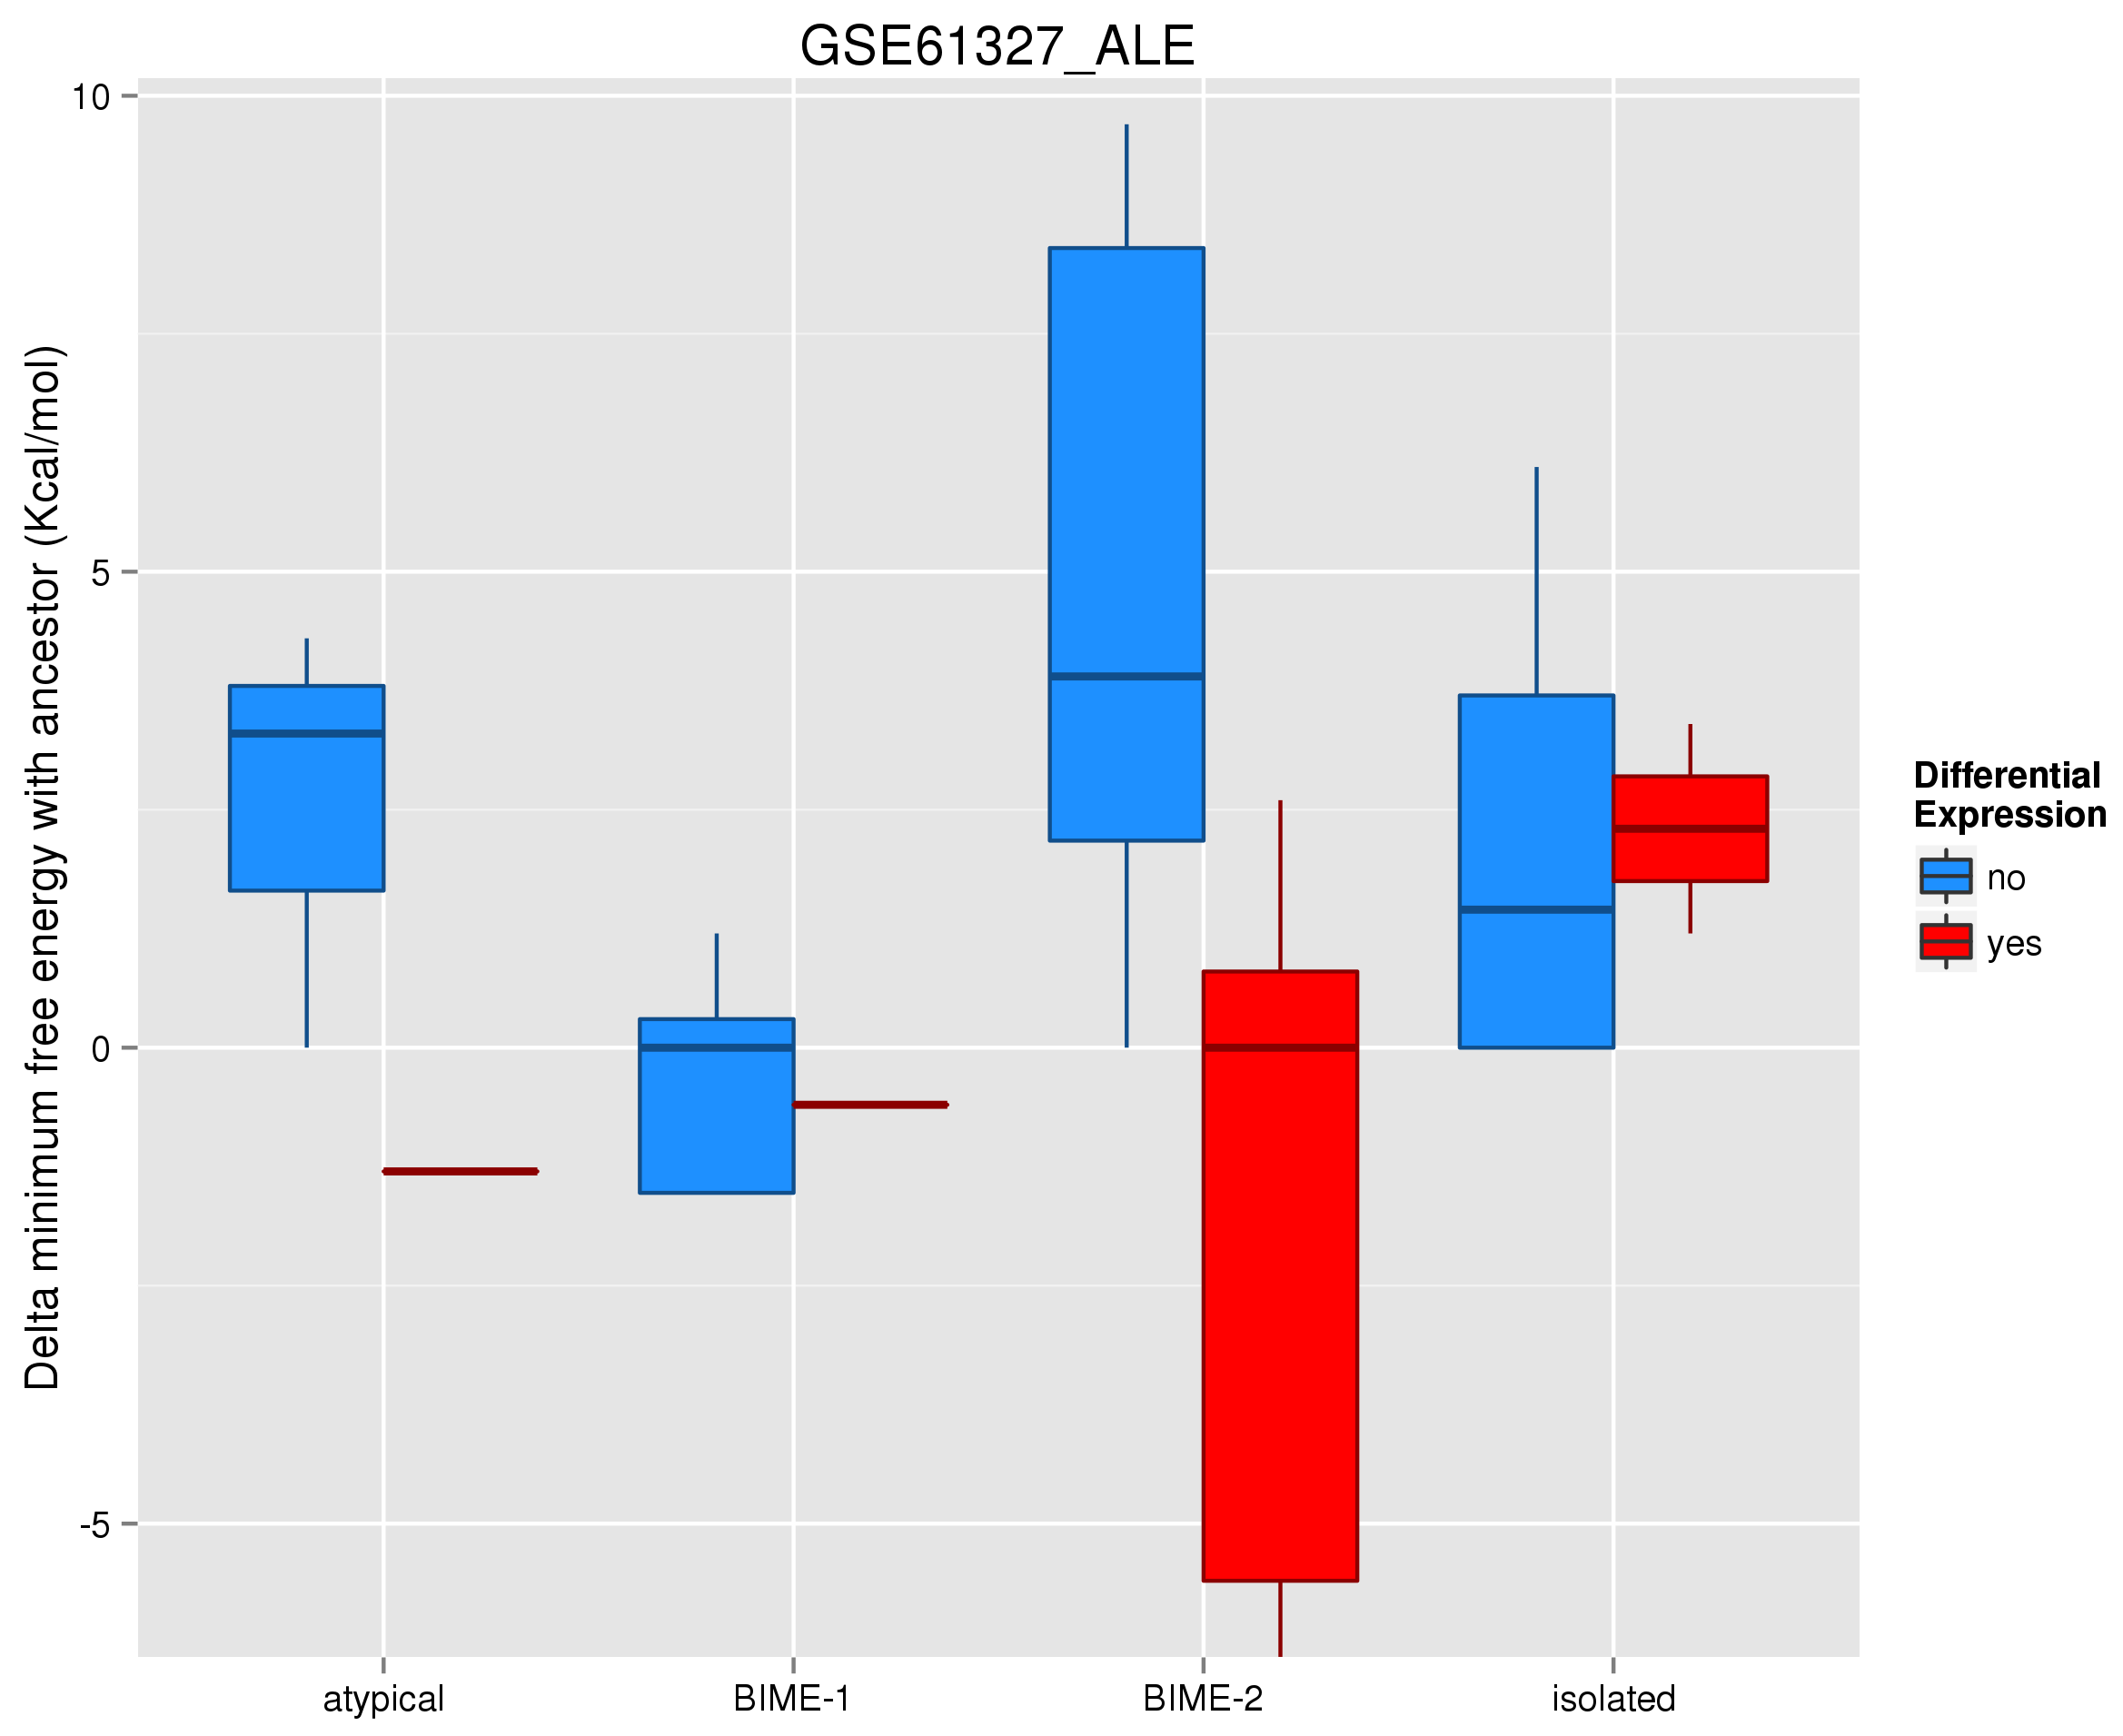 GSE61327_ALE
Delta minimum free energy with ancestor (Kcal/mol)
10
5
0
-5
atypical
BIME-1
BIME-2
isolated
Differential
Expression
no
yes